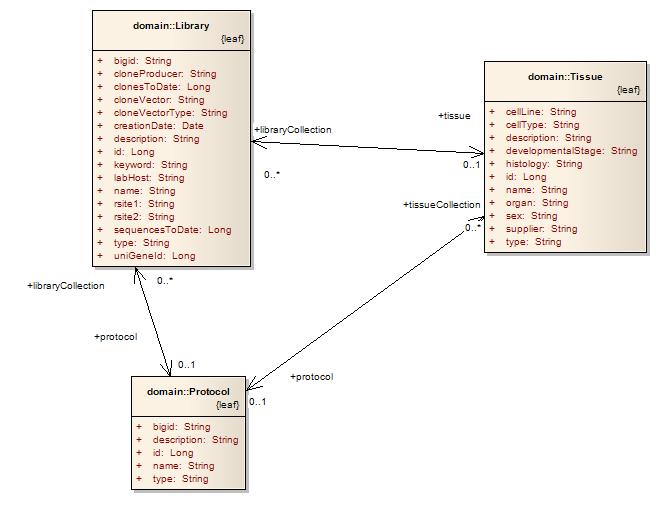 domain::Library
{leaf}
+ bigid: String
+ cloneProducer: String
+ clonesToDate: Long
+ cloneVector: String
+ cloneVectorType: String
+ creationDate: Date
+ description: String
+ id: Long
+ keyword: String
+ labHost: String
+ name: String
+ rsite1: String
+ rsite2: String
+ sequencesToDate: Long
+ type: String
+ uniGeneId: Long
domain::Tissue
{leaf}
+ cellLine: String
+ cellType: String
+ description: String
+ developmentalStage: String
+ histology: String
+ id: Long
+ name: String
+ organ: String
+ sex: String
+ supplier: String
+ type: String
+tissue
+libraryCollection
0..1
0..*
+tissueCollection
0..*
0..*
+libraryCollection
+protocol
0..1
+protocol
0..1
domain::Protocol
{leaf}
+ bigid: String
+ description: String
+ id: Long
+ name: String
+ type: String